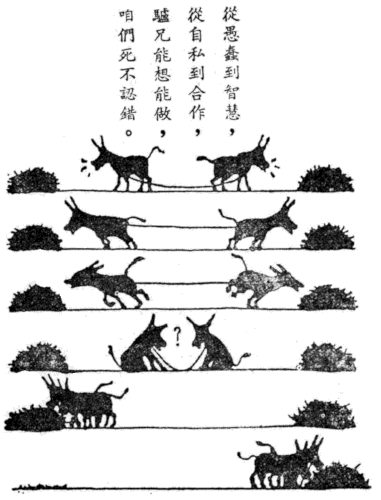 從愚蠢到智慧，
從自私到合作，
驢兄能想能做，
咱們死不認錯。
?